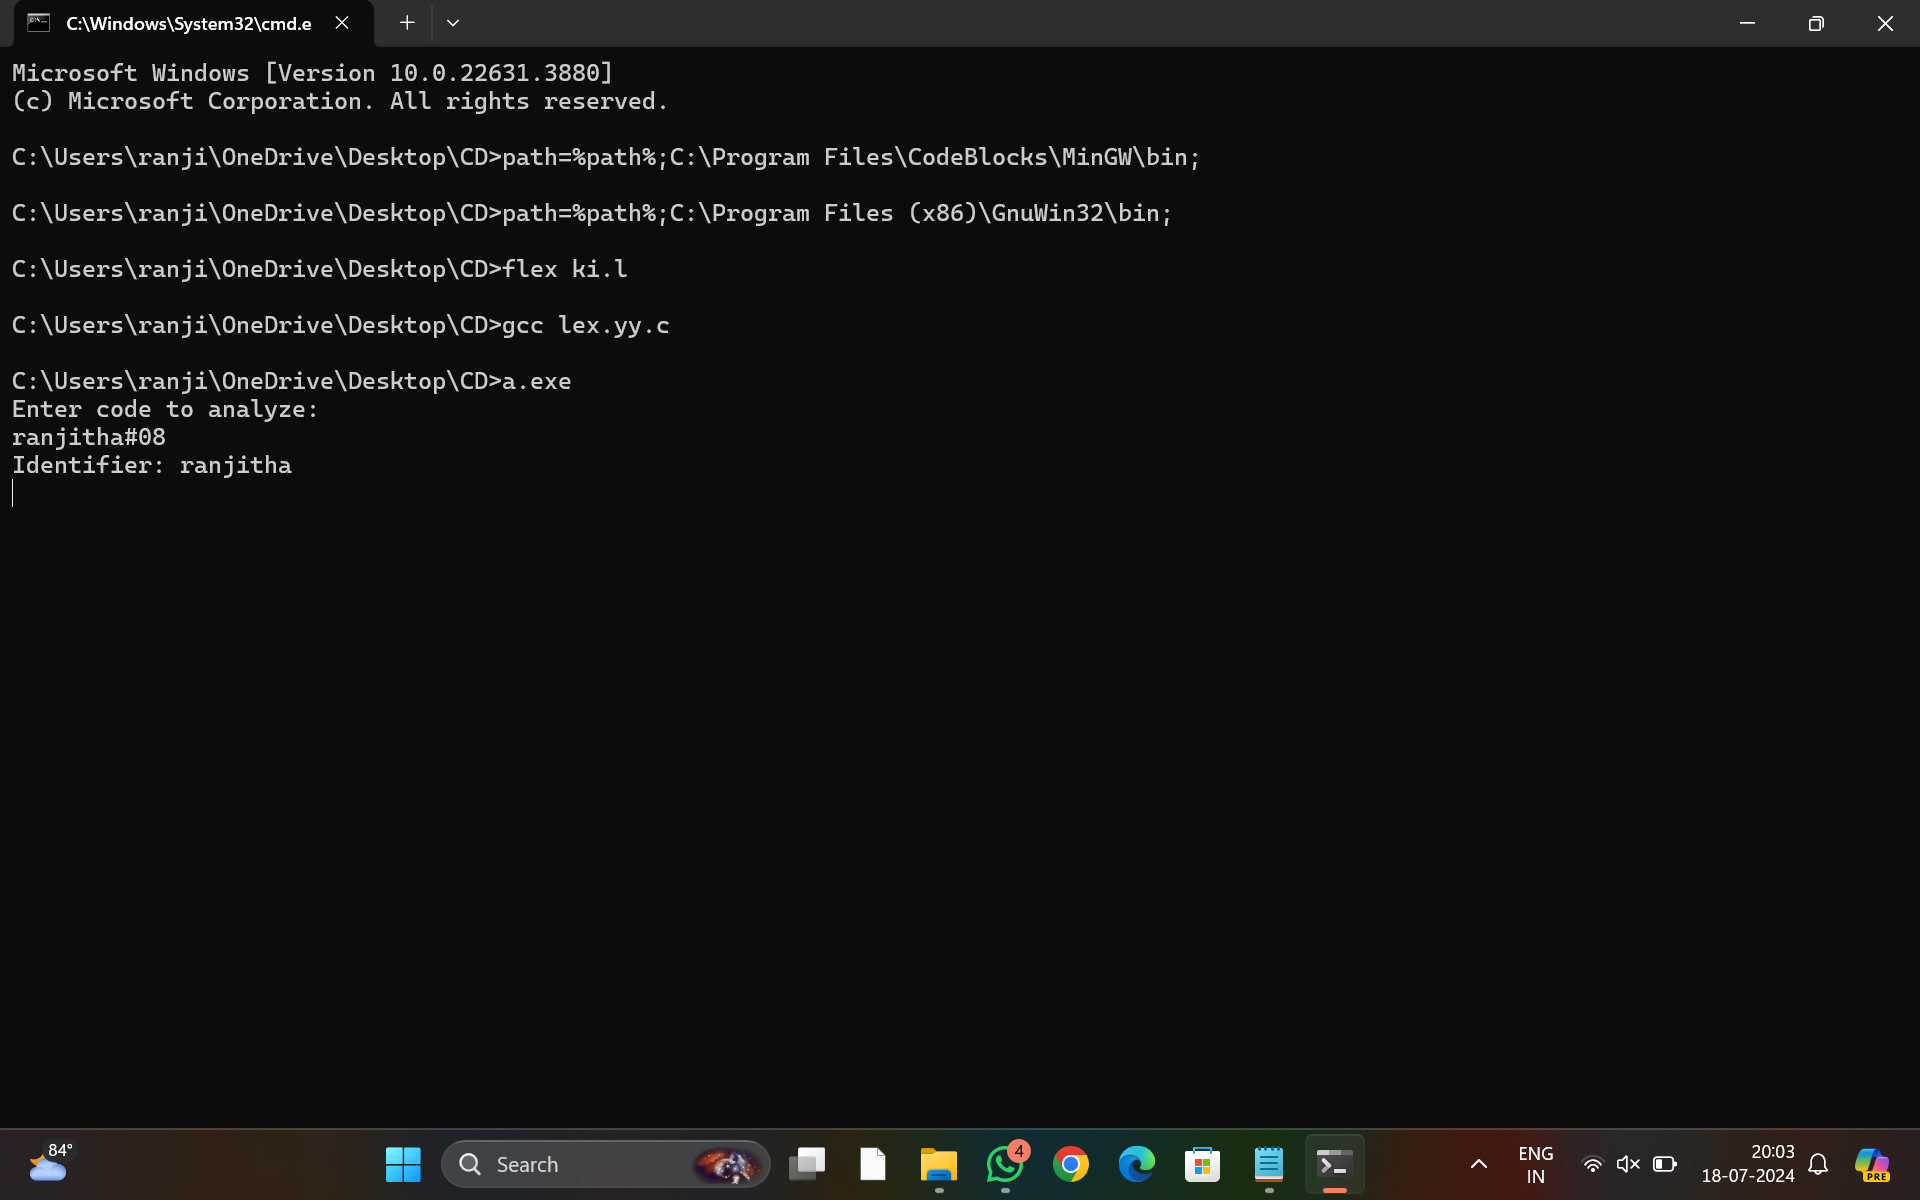 C:\Windows\System32\cmd.e
Microsoft Windows [Version 10.0.22631.3880]
(c) Microsoft Corporation. All rights reserved.
C:\Users\ranji\OneDrive\Desktop\CD>path=%path%;C:\Program Files\CodeBlocks\MinGW\bin;
C:\Users\ranji\OneDrive\Desktop\CD>path=%path%;C:\Program Files (x86)\GnuWin32\bin;
C:\Users\ranji\OneDrive\Desktop\CD>flex ki.l
C:\Users\ranji\OneDrive\Desktop\CD>gcc lex.yy.c
C:\Users\ranji\OneDrive\Desktop\CD>a.exe
Enter code to analyze:
ranjitha#08
Identifier: ranjitha
84°
Search
4
ENG
IN
20:03
18-07-2024
PRE